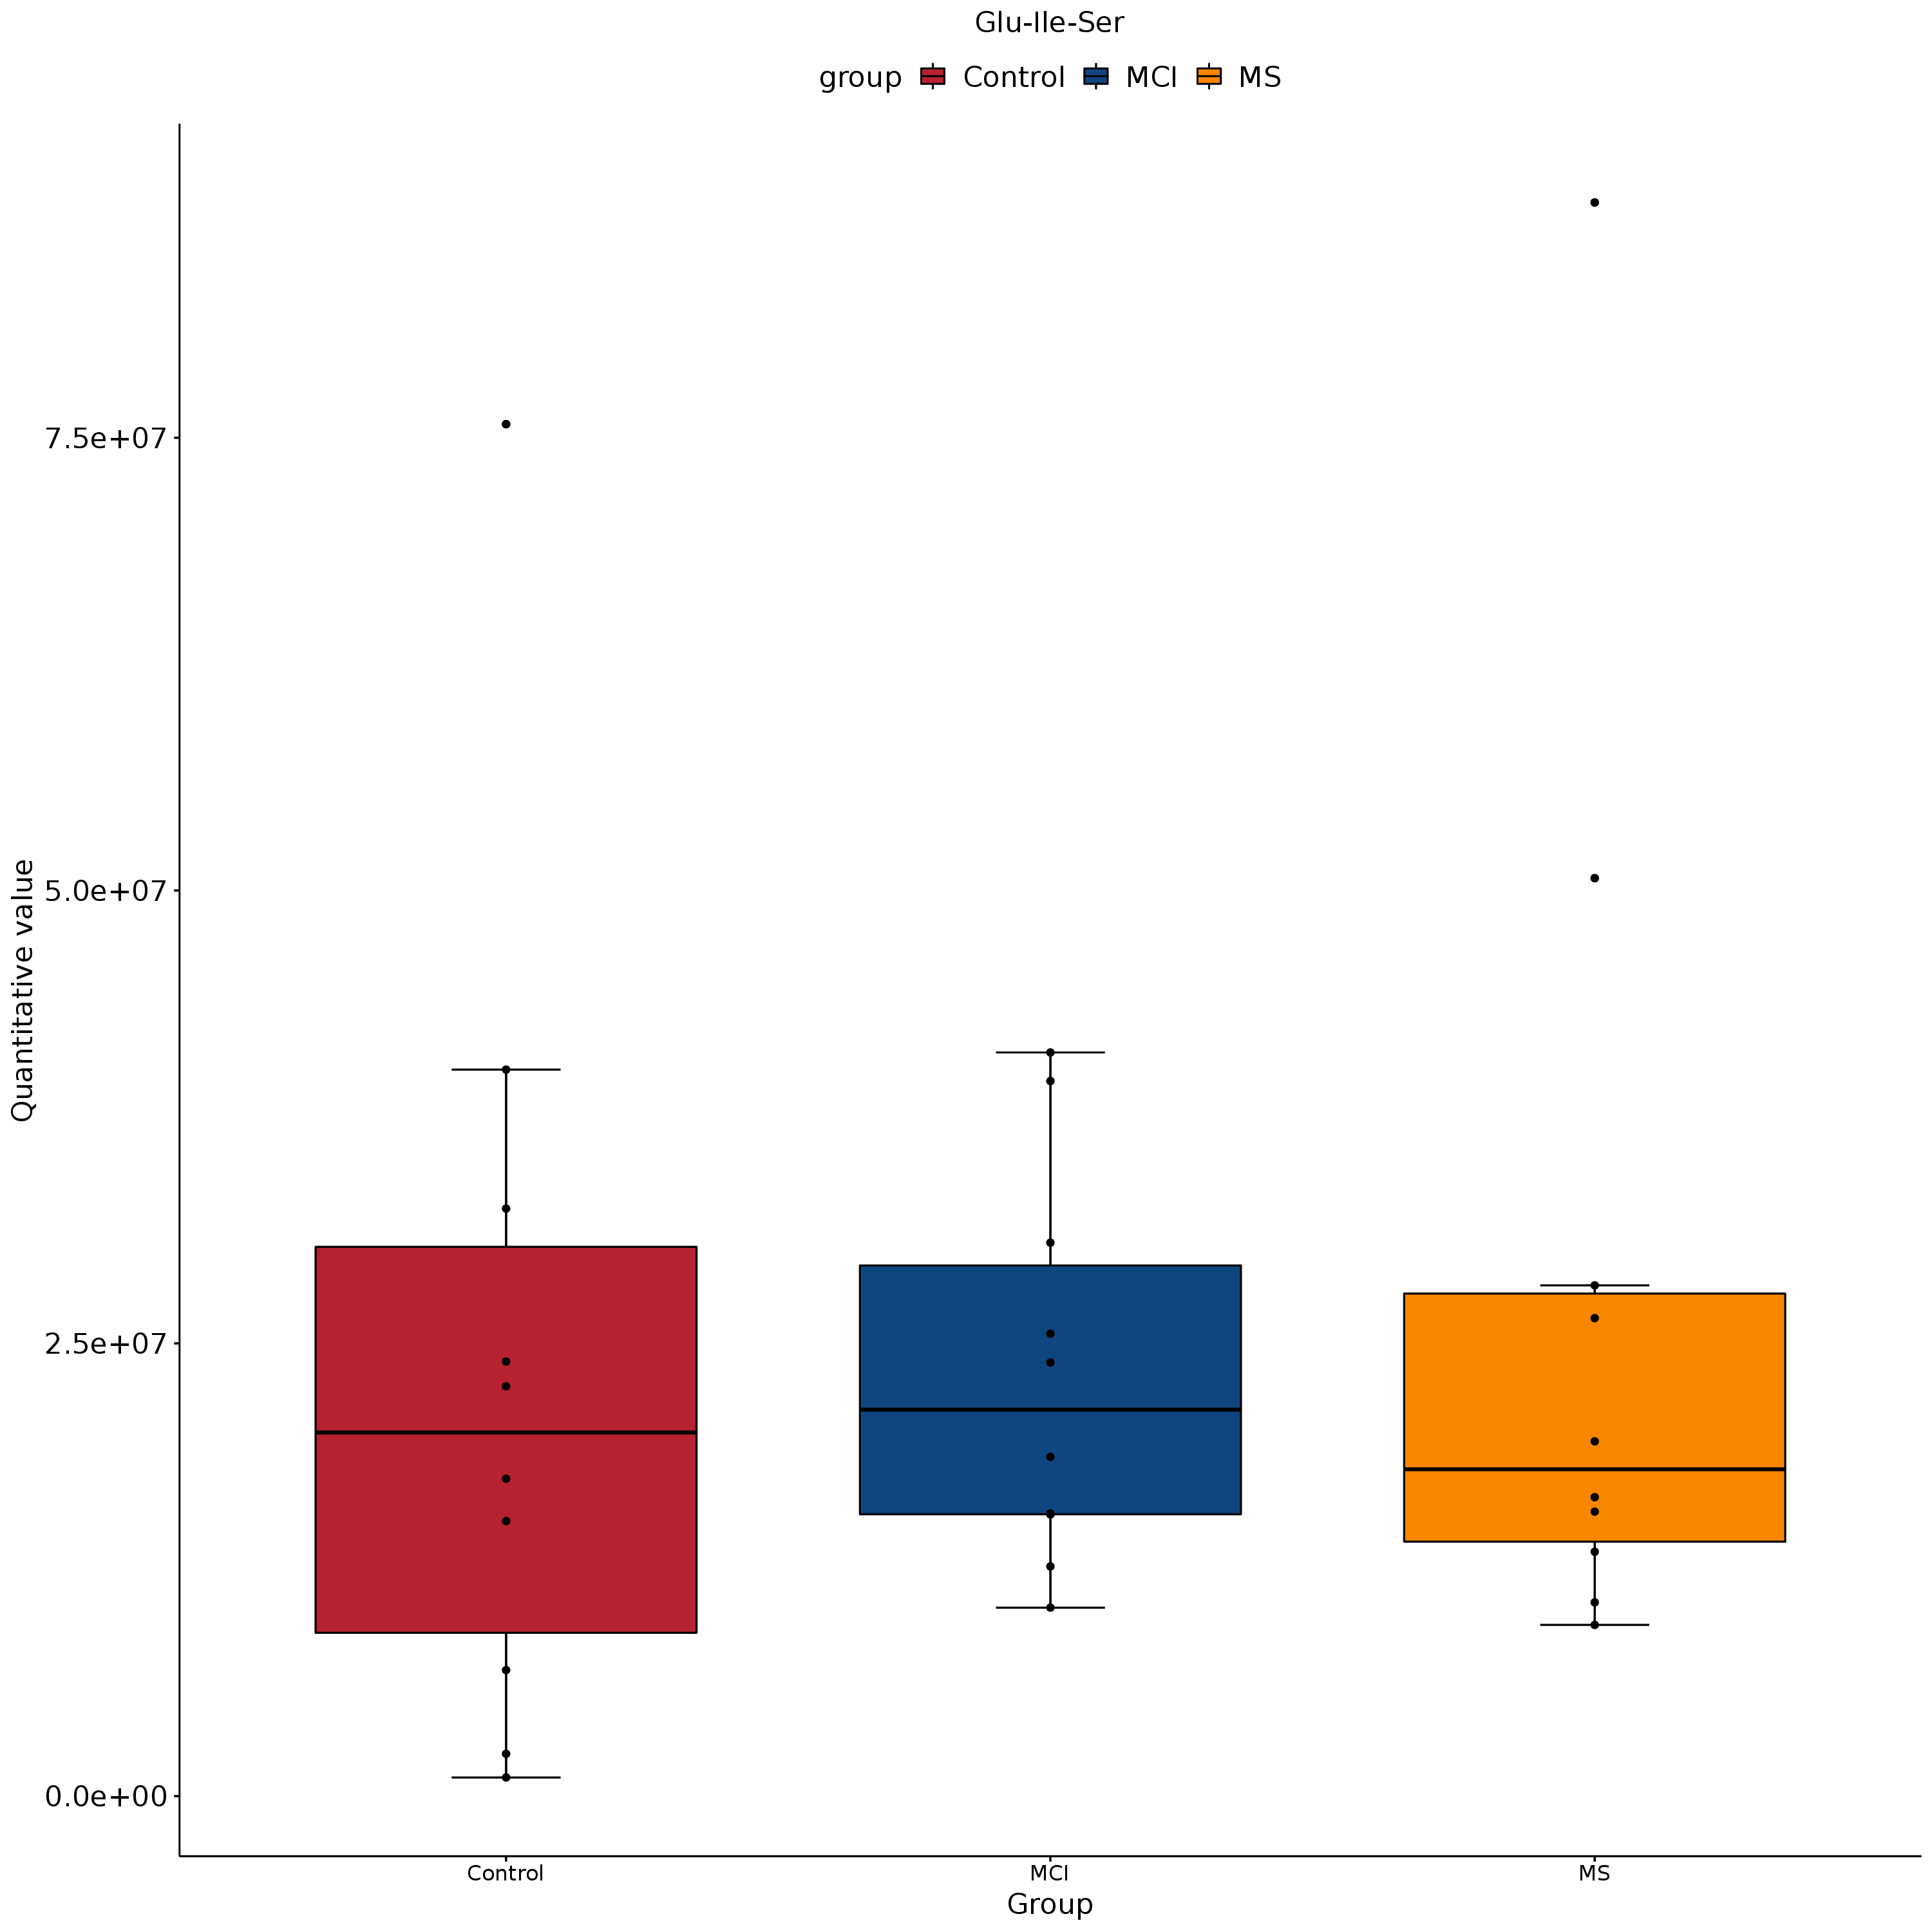 Glu-Ile-Ser
group Control MCI MS
Quantitative value
7.5e+07
5.0e+07
2.5e+07
0.0e+00
Control MCI MS
Group